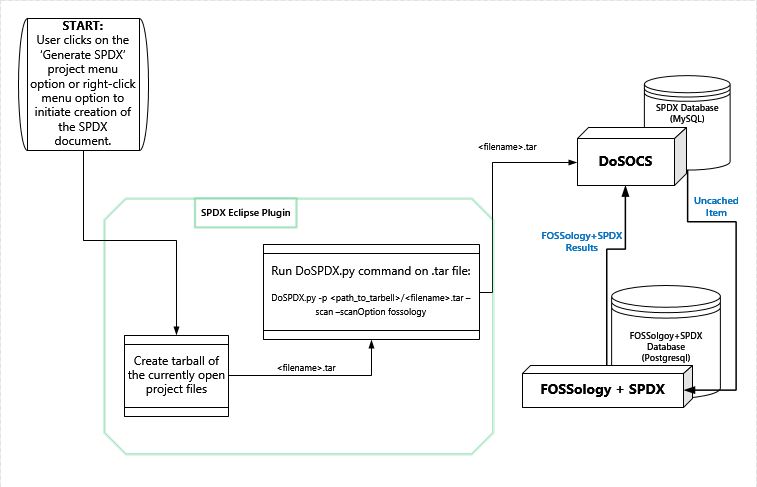 START:
User clicks on the
‘Generate SPDX’
project menu
option or right-click
menu option to
initiate creation of
the SPDX
document.
SPDX Eclipse Plugin
Create tarball of
the currently open
project files
<filename>.tar
Run DoSPDX.py command on .tar file:
DoSPDX.py -p <path_to_tarbell>/<filename>.tar –
scan –scanOption fossology
<filename>.tar
SPDX Database
(MySQL)
DoSOCS
Uncached
Item
FOSSology+SPDX
Results
FOSSolgoy+SPDX
Database
(Postgresql)
FOSSology + SPDX